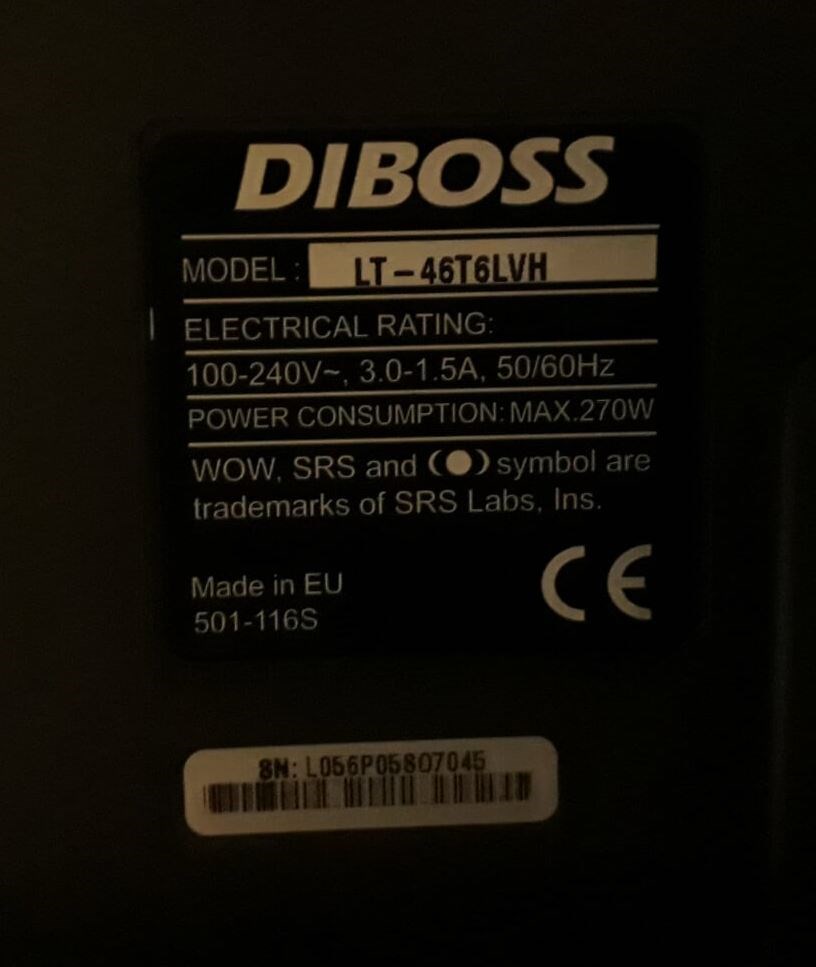 DIBOSS
MODEL : LT-46T6LVH
ELECTRICAL RATING:
100-240V~, 3.0-1.5A, 50/60Hz
POWER CONSUMPTION: MAX.270W
WOW, SRS and (●) symbol are
trademarks of SRS Labs, Ins.
Made in EU
501-116S
CE
SN: L056P05807045